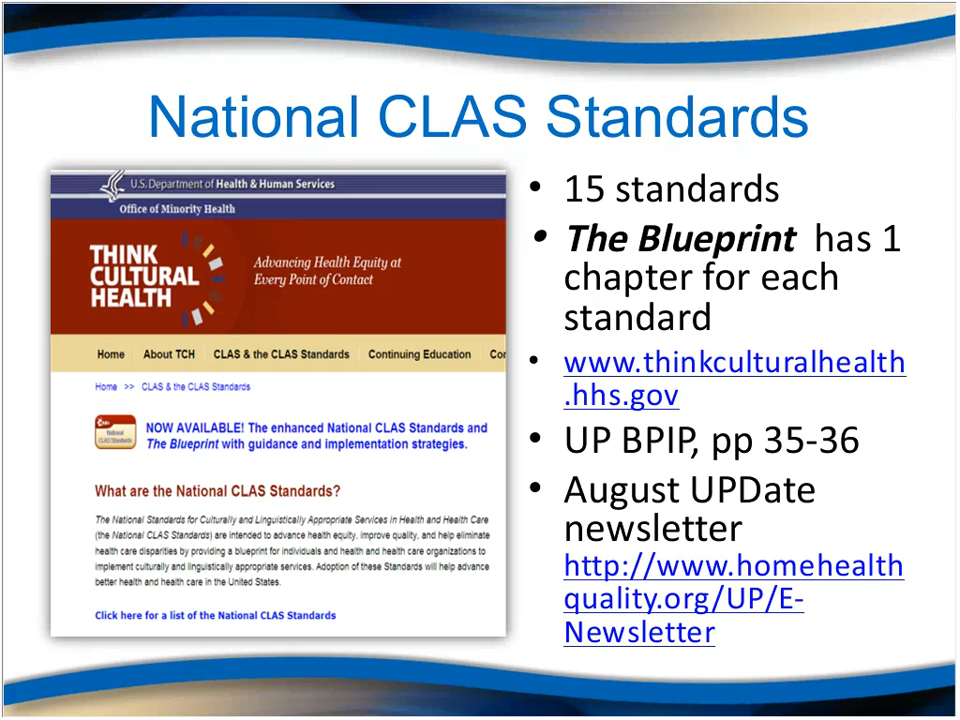 National CLAS Standards
U.S. Department of Health & Human Services
Office of Minority Health
THINK
CULTURAL
HEALTH
Advancing Health Equity at
Every Point of Contact
Home About TCH CLAS & the CLAS Standards Continuing Education Con
Home >> CLAS & the CLAS Standards
National
CLAS Standards
NOW AVAILABLE! The enhanced National CLAS Standards and
The Blueprint with guidance and implementation strategies.
What are the National CLAS Standards?
The National Standards for Culturally and Linguistically Appropriate Services in Health and Health Care
(the National CLAS Standards) are intended to advance health equity, improve quality, and help eliminate
health care disparities by providing a blueprint for individuals and health and health care organizations to
implement culturally and linguistically appropriate services. Adoption of these Standards will help advance
better health and health care in the United States.
Click here for a list of the National CLAS Standards
• 15 standards
• The Blueprint has 1
chapter for each
standard
• www.thinkculturalhealth
.hhs.gov
• UP BPIP, pp 35-36
• August UPDate
newsletter
http://www.homehealth
quality.org/UP/E-
Newsletter